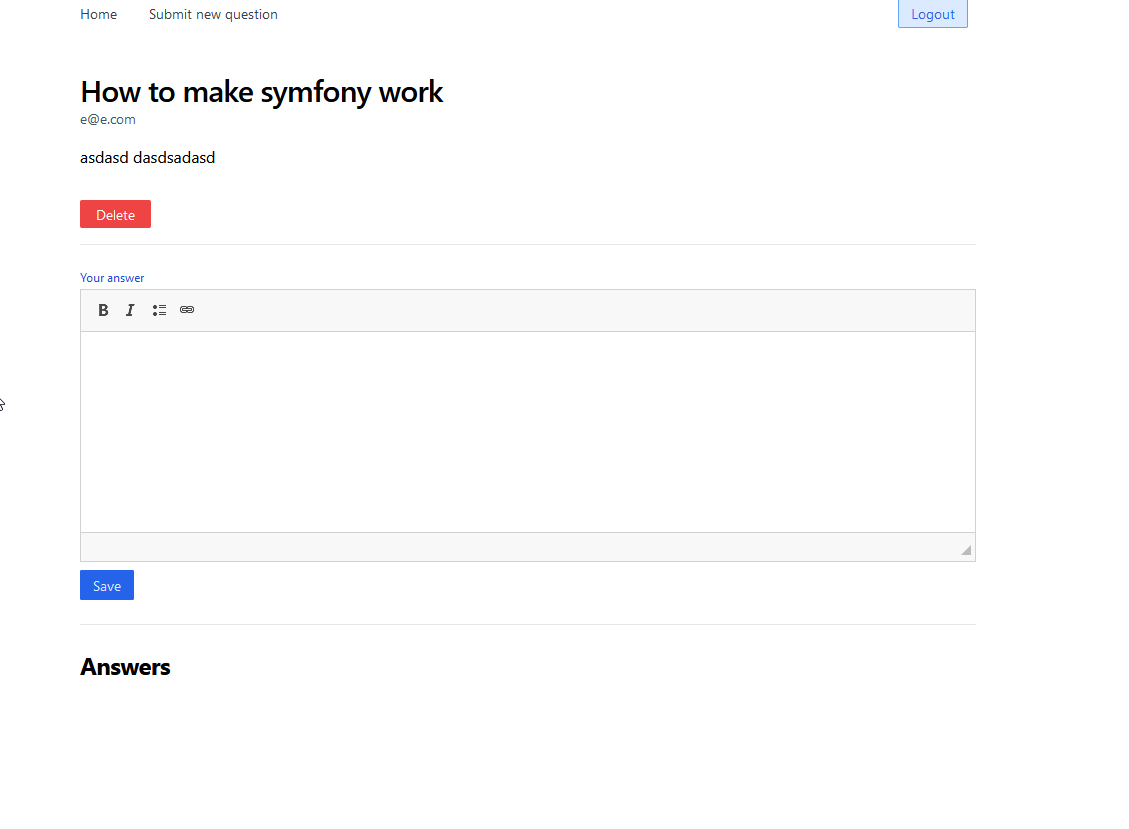 Home Submit new question Logout
How to make symfony work
e@e.com
asdasd dasdsadasd
Delete
Your answer
B I
Save
Answers